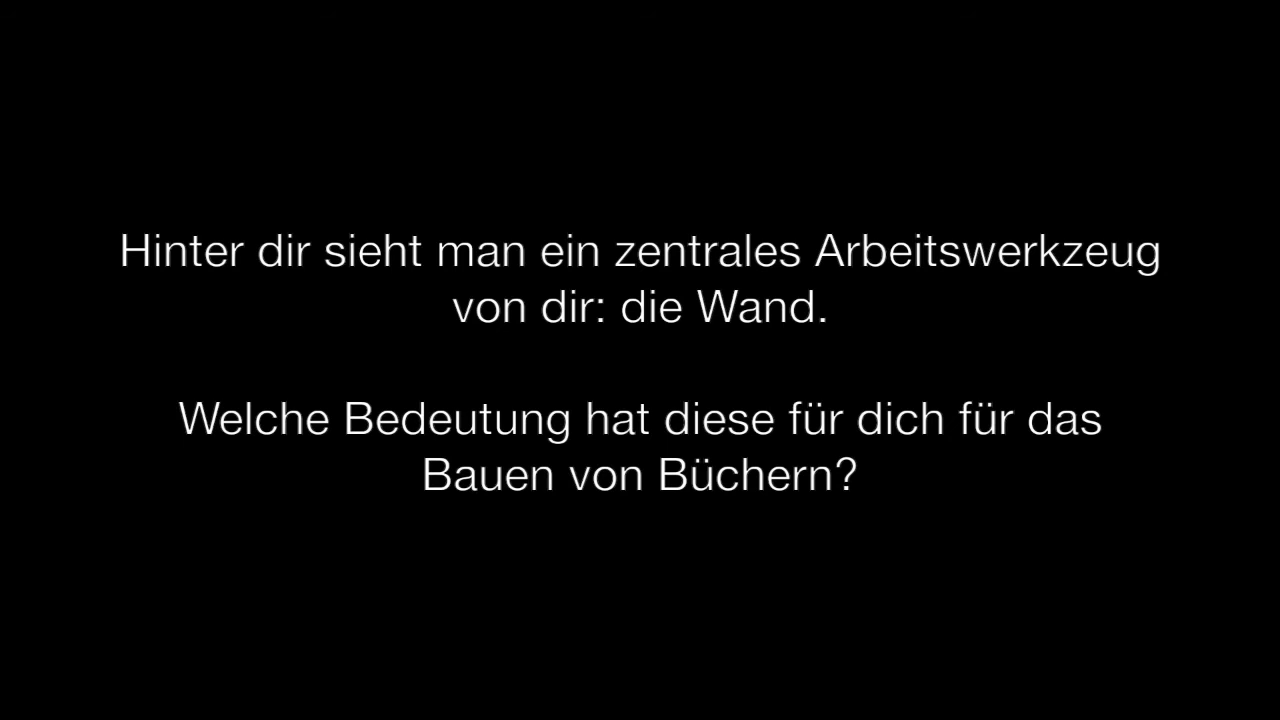 Hinter dir sieht man ein zentrales Arbeitswerkzeug
von dir: die Wand.
Welche Bedeutung hat diese für dich für das
Bauen von Büchern?